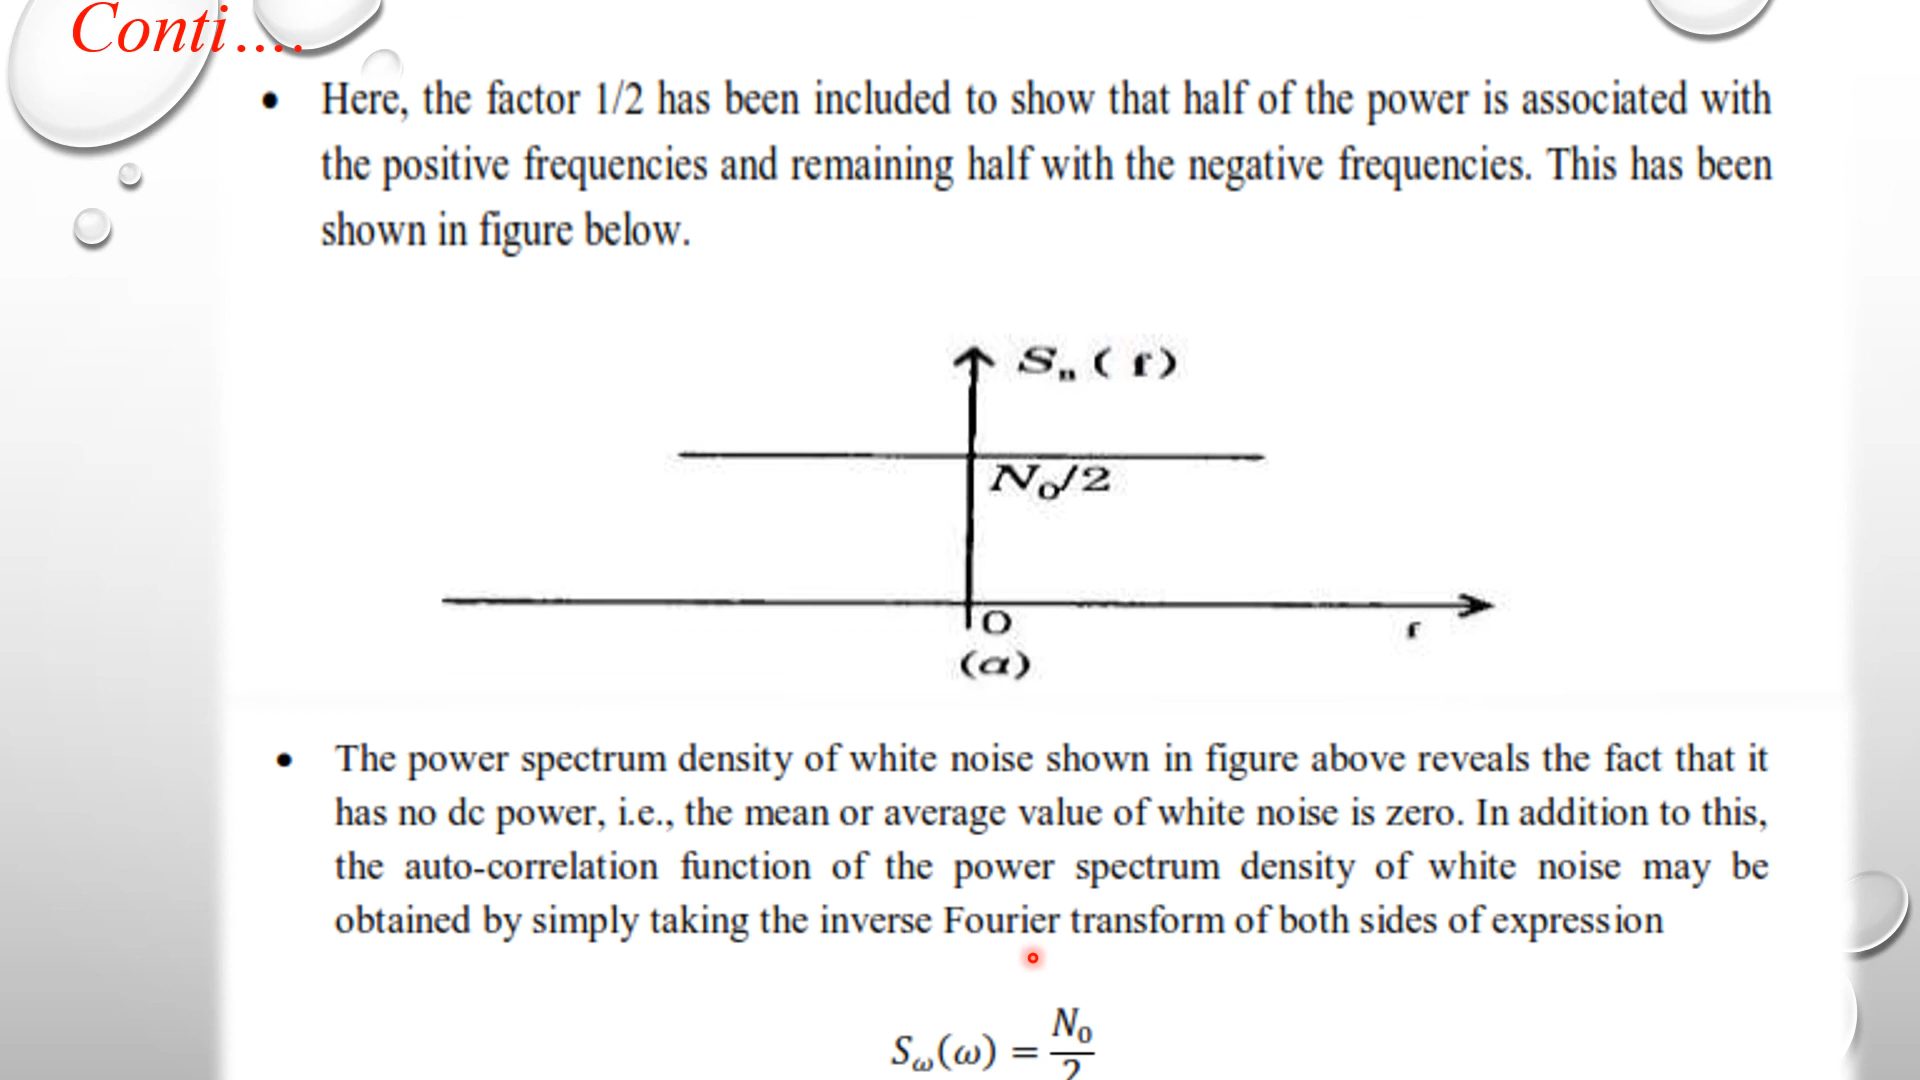 Conti....
• Here, the factor 1/2 has been included to show that half of the power is associated with
the positive frequencies and remaining half with the negative frequencies. This has been
shown in figure below.
Sₙ(f)
N₀/2
0
f
(a)
• The power spectrum density of white noise shown in figure above reveals the fact that it
has no dc power, i.e., the mean or average value of white noise is zero. In addition to this,
the auto-correlation function of the power spectrum density of white noise may be
obtained by simply taking the inverse Fourier transform of both sides of expression
S_ω(ω) = N₀/2